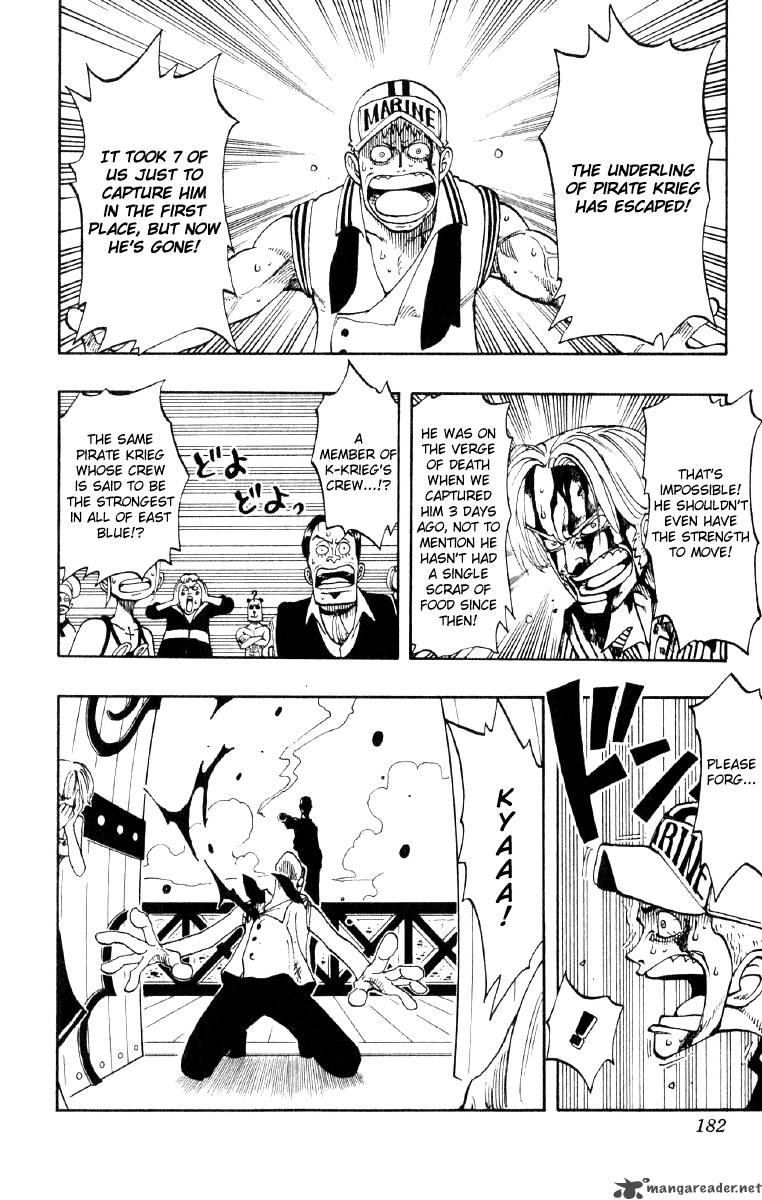 MARINE
THE UNDERLING
OF PIRATE KRIEG
HAS ESCAPED!
IT TOOK 7 OF
US JUST TO
CAPTURE HIM
IN THE FIRST
PLACE, BUT NOW
HE'S GONE!
THAT'S
IMPOSSIBLE!
HE SHOULDN'T
EVEN HAVE
THE STRENGTH
TO MOVE!
HE WAS ON
THE VERGE
OF DEATH
WHEN WE
CAPTURED
HIM 3 DAYS
AGO, NOT TO
MENTION HE
HASN'T HAD
A SINGLE
SCRAP OF
FOOD SINCE
THEN!
A
MEMBER OF
K-KRIEG'S
CREW...!?
どよ
どよっ
THE SAME
PIRATE KRIEG
WHOSE CREW
IS SAID TO BE
THE STRONGEST
IN ALL OF EAST
BLUE!?
?
PLEASE
FORG...
ドン
ARINE
!
KYAAA!
182
mangareader.net